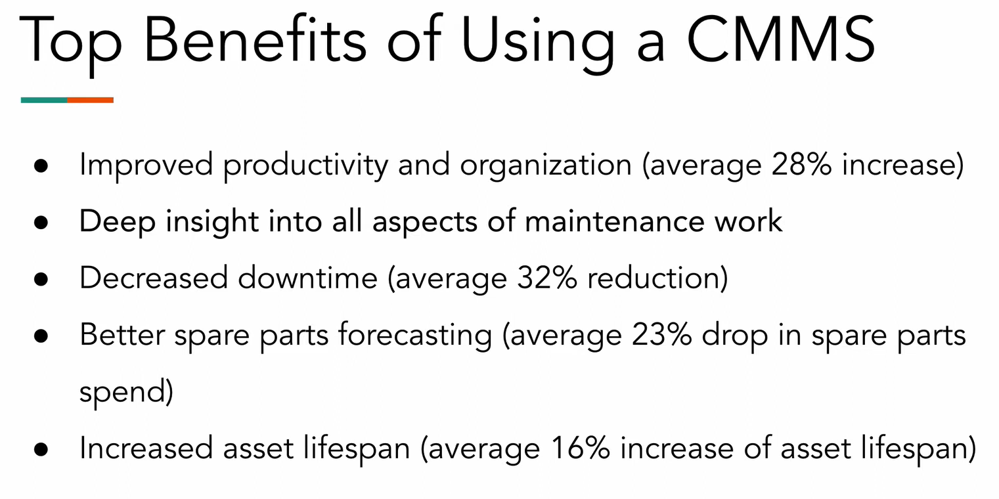 Top Benefits of Using a CMMS
● Improved productivity and organization (average 28% increase)
● Deep insight into all aspects of maintenance work
● Decreased downtime (average 32% reduction)
● Better spare parts forecasting (average 23% drop in spare parts
spend)
● Increased asset lifespan (average 16% increase of asset lifespan)